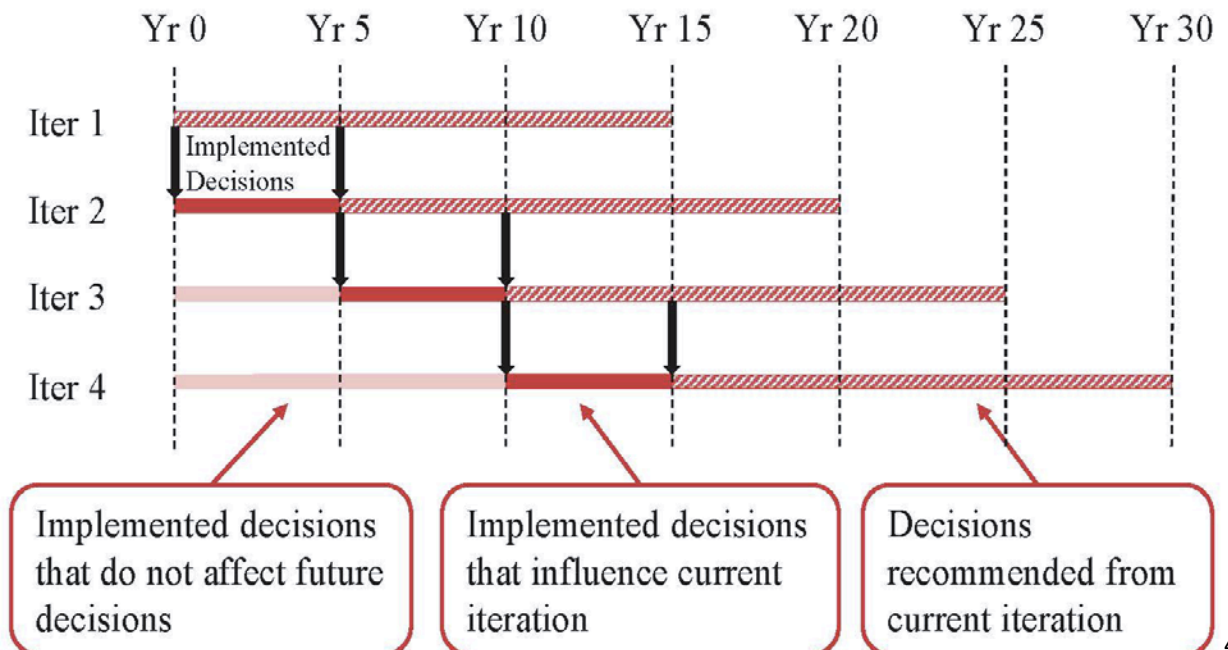 Yr 0 Yr 5 Yr 10 Yr 15 Yr 20 Yr 25 Yr 30
Iter 1
Implemented
Decisions
Iter 2
Iter 3
Iter 4
Implemented decisions
that do not affect future
decisions
Implemented decisions
that influence current
iteration
Decisions
recommended from
current iteration